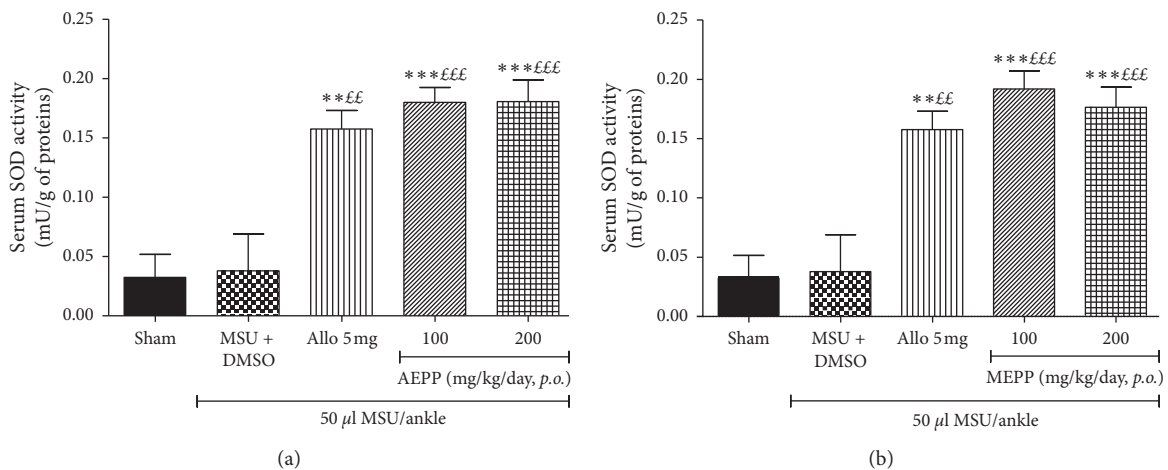 Serum SOD activity
(mU/g of proteins)
0.25
0.20
0.15
0.10
0.05
0.00
**££
***£££
***£££
Sham
MSU +
DMSO
Allo 5 mg
100
200
AEPP (mg/kg/day, p.o.)
50 μl MSU/ankle
(a)
Serum SOD activity
(mU/g of proteins)
0.25
0.20
0.15
0.10
0.05
0.00
**££
***£££
***£££
Sham
MSU +
DMSO
Allo 5 mg
100
200
MEPP (mg/kg/day, p.o.)
50 μl MSU/ankle
(b)